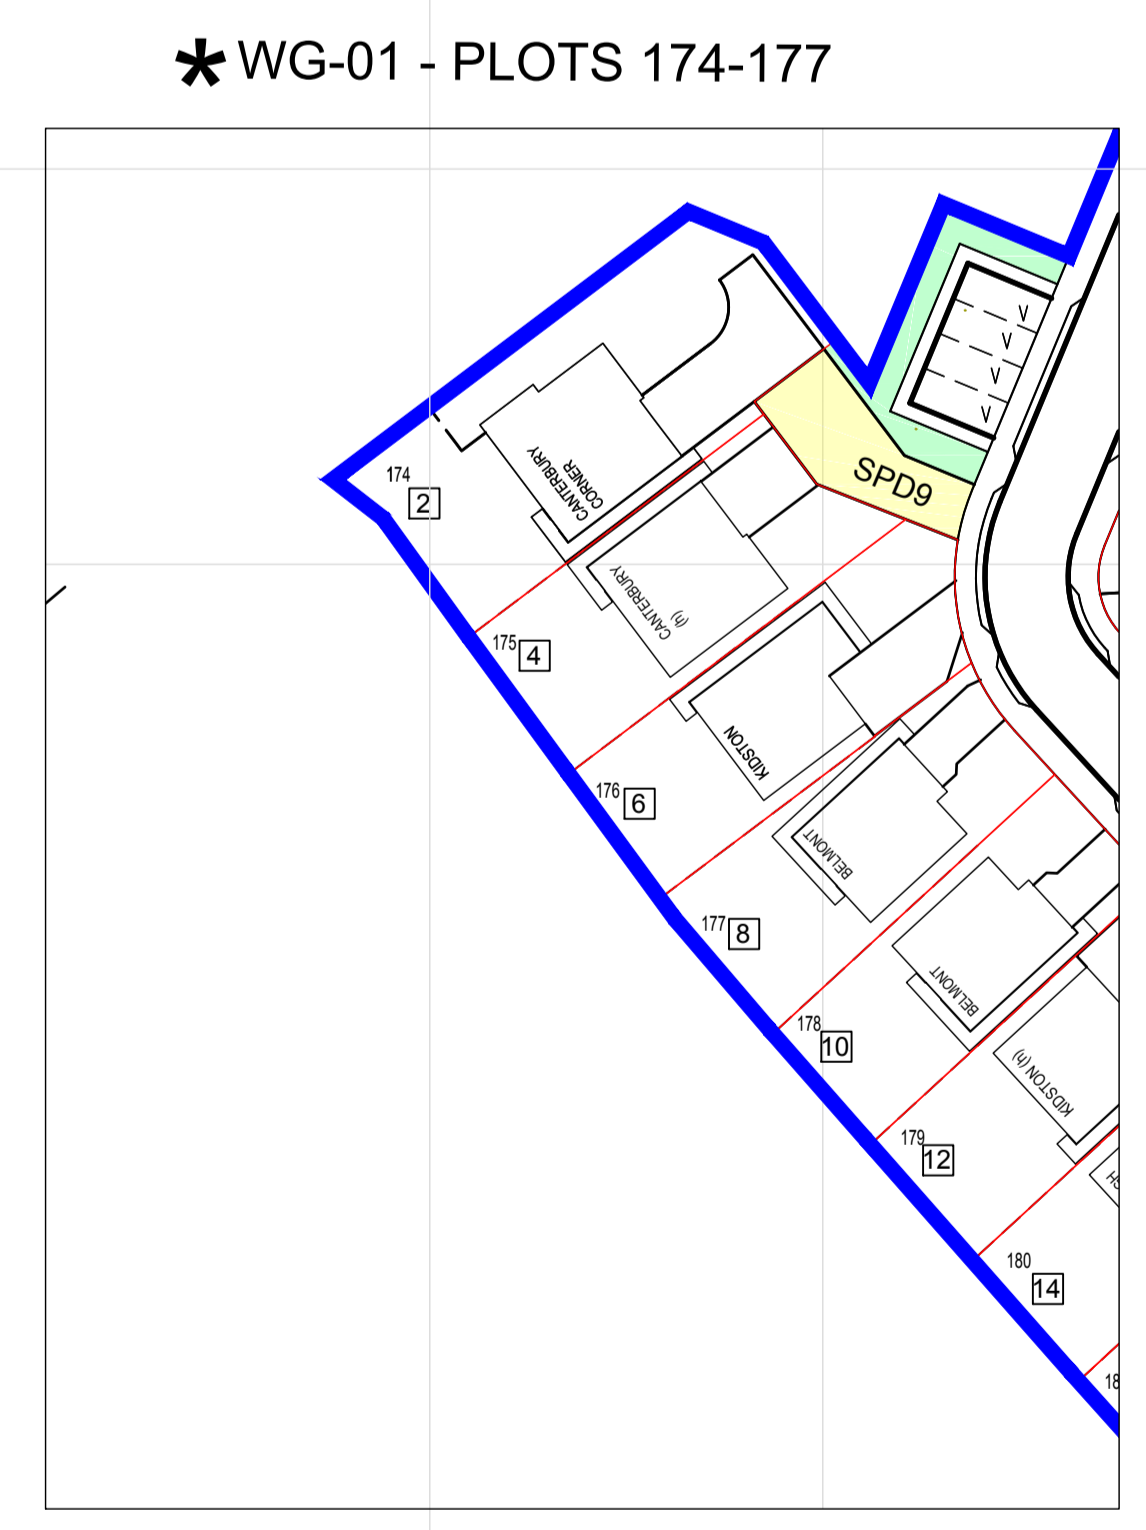 * WG-01 - PLOTS 174-177
V
V
V
V
SPD9
CANTERBURY
CORNER
174
2
CANTERBURY
(h)
175
4
KIDSTON
176
6
BELMONT
177
8
BELMONT
178
10
KIDSTON (h)
179
12
180
14
18